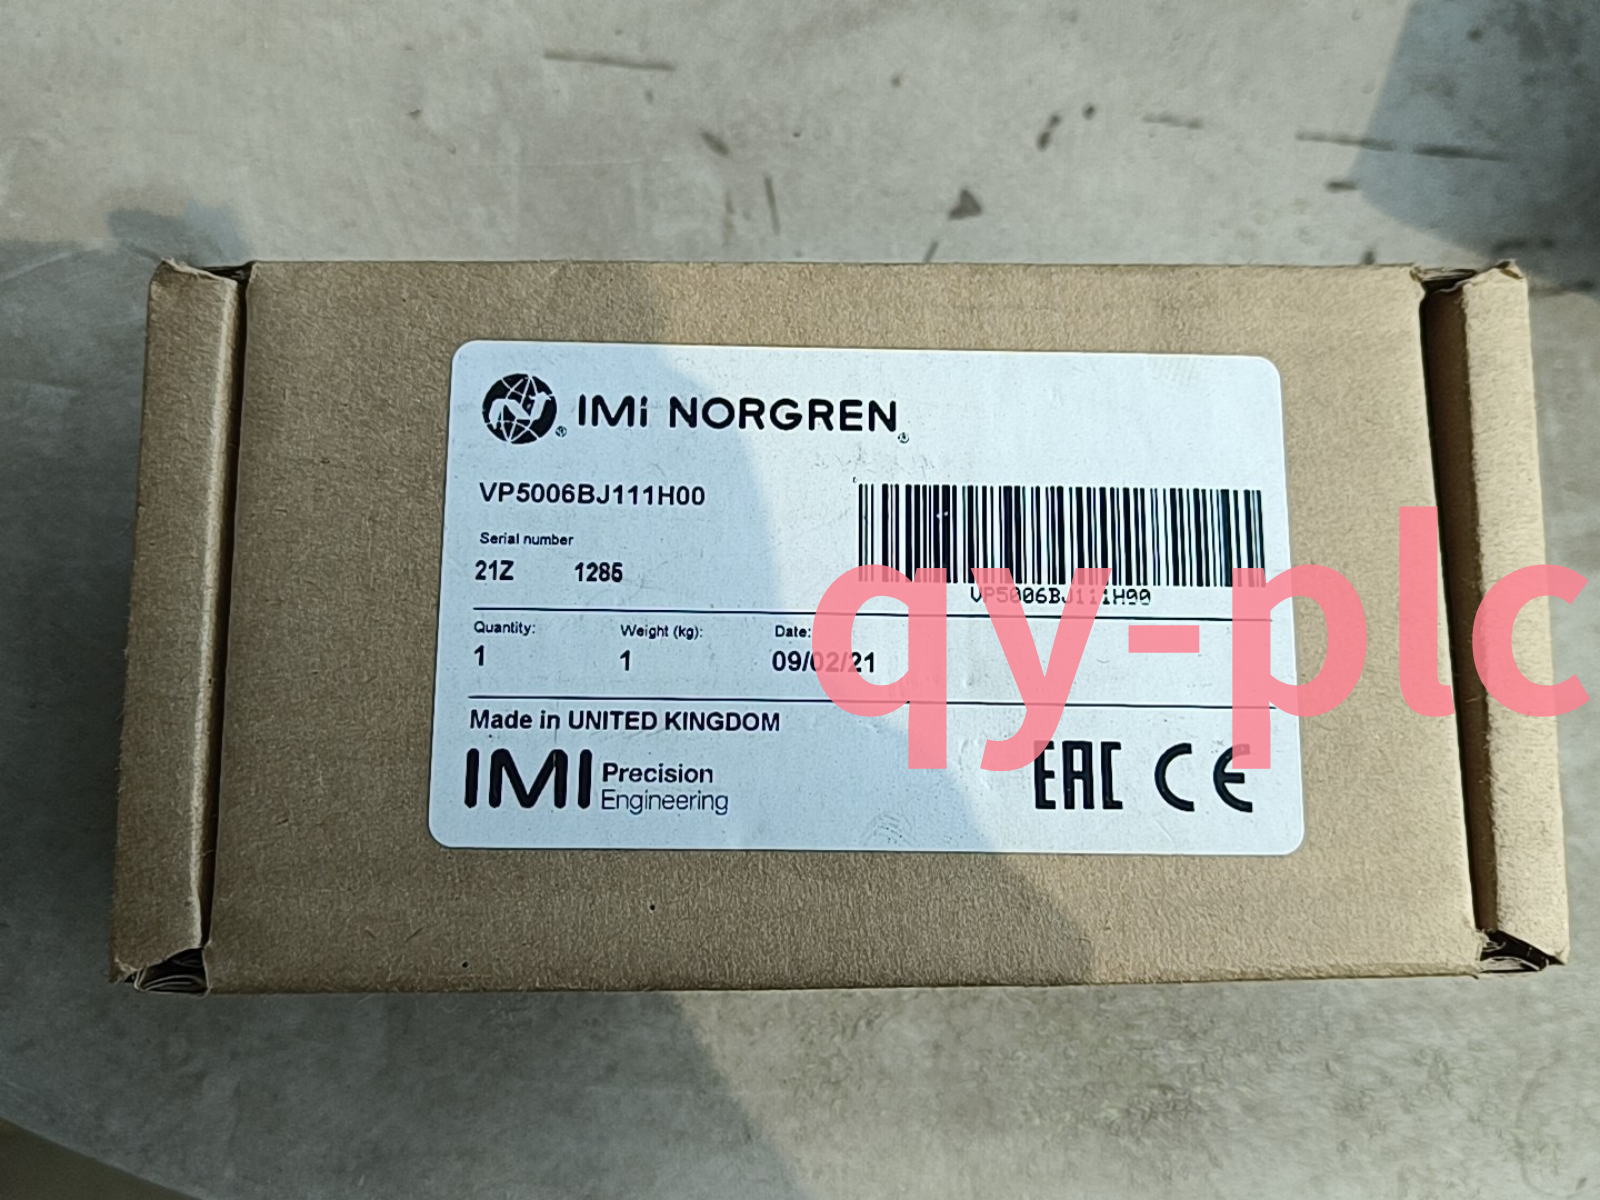 IMI NORGREN
VP5006BJ111H00
Serial number
21Z 1285
VP5006BJ111H00
Quantity: Weight (kg): Date:
1 1 09/02/21
Made in UNITED KINGDOM
IMI Precision
Engineering
EAC CE
qy-plc